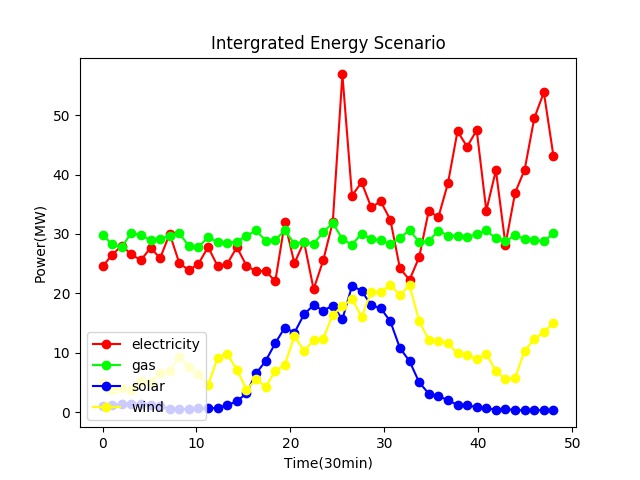 Intergrated Energy Scenario
Power(MW)
50
40
30
20
10
0
electricity
gas
solar
wind
0 10 20 30 40 50
Time(30min)